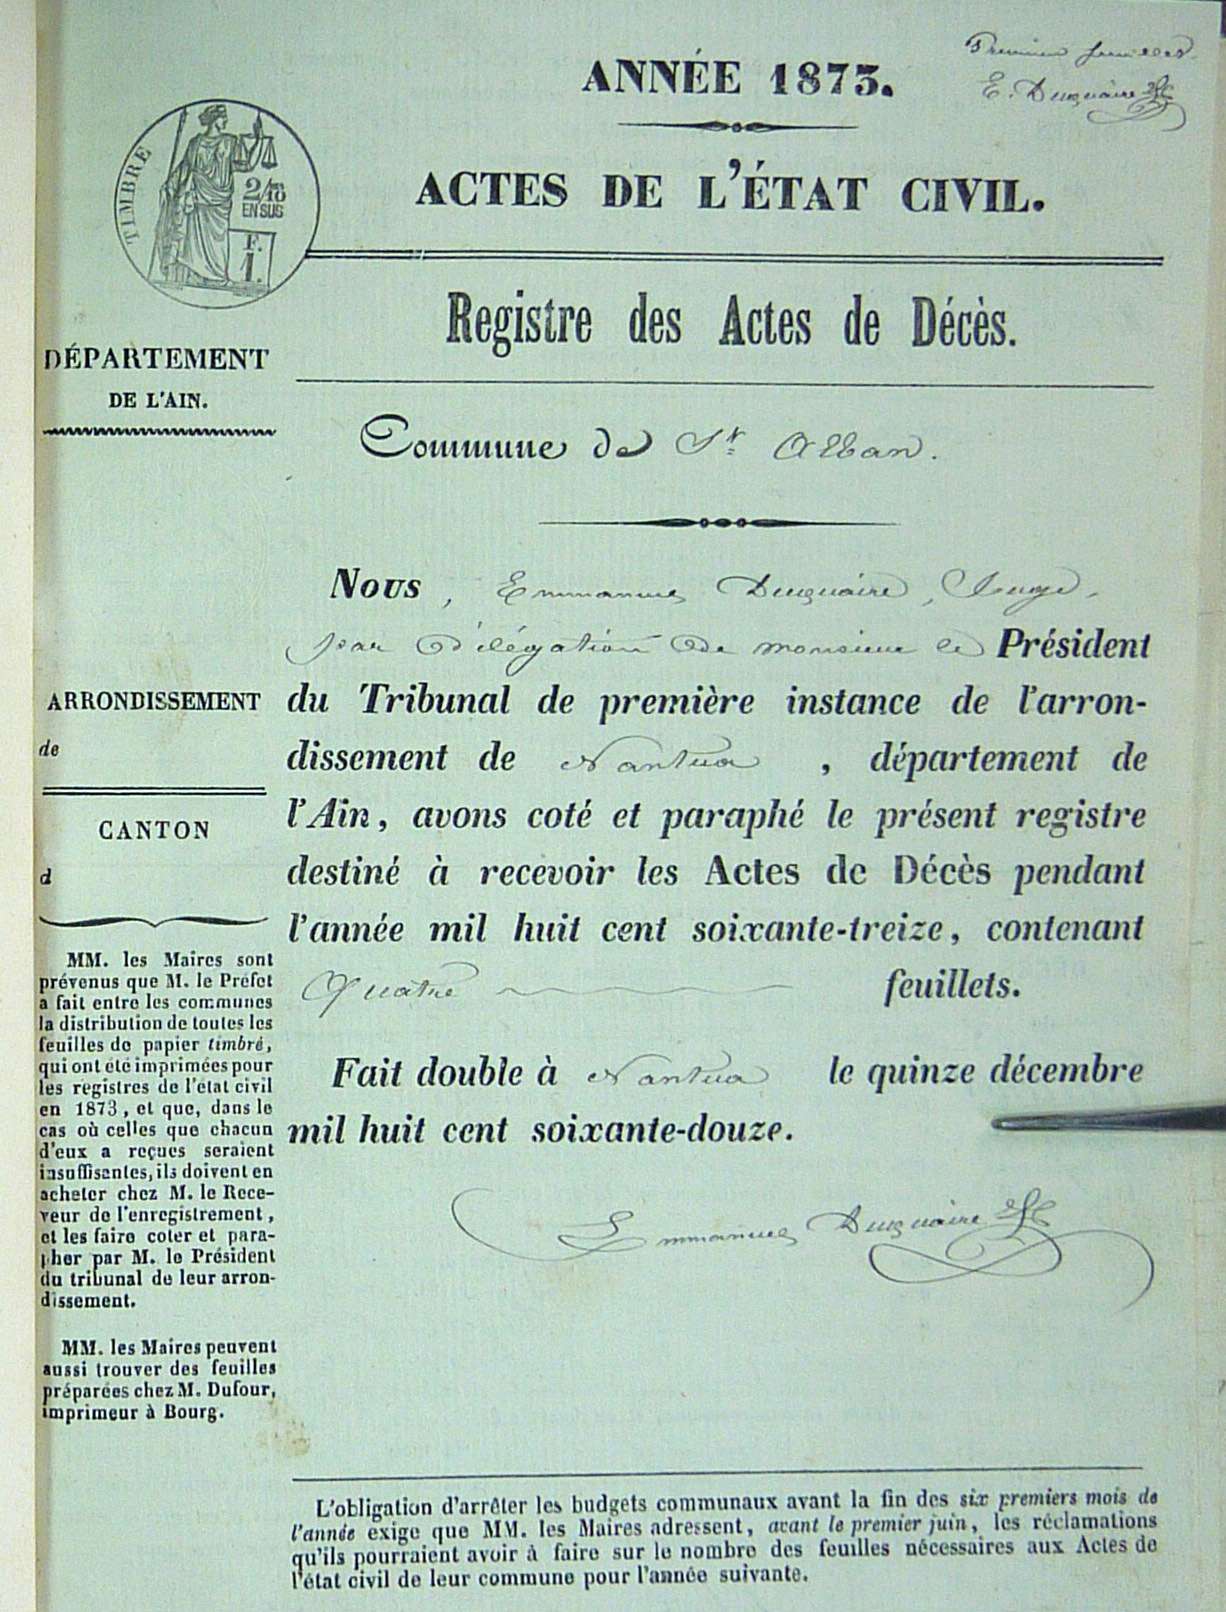 Premier feuillet
E. Ducquaire
ANNÉE 1873.
ACTES DE L'ÉTAT CIVIL.
TIMBRE
2/10 EN SUS
F.
1.
Registre des Actes de Décès.
DÉPARTEMENT
DE L'AIN.
Commune de St Alban.
Nous, Emmanuel Ducquaire, Juge
par délégation de monsieur le Président
du Tribunal de première instance de l'arron-
dissement de Nantua, département de
l'Ain, avons coté et paraphé le présent registre
destiné à recevoir les Actes de Décès pendant
l'année mil huit cent soixante-treize, contenant
Quatre feuillets.
Fait double à Nantua le quinze décembre
mil huit cent soixante-douze.
Emmanuel Ducquaire
ARRONDISSEMENT
de
CANTON
d
MM. les Maires sont
prévenus que M. le Préfet
a fait entre les communes
la distribution de toutes les
feuilles de papier timbré,
qui ont été imprimées pour
les registres de l'état civil
en 1873, et que, dans le
cas où celles que chacun
d'eux a reçues seraient
insuffisantes, ils doivent en
acheter chez M. le Rece-
veur de l'enregistrement,
et les faire coter et para-
pher par M. le Président
du tribunal de leur arron-
dissement.
MM. les Maires peuvent
aussi trouver des feuilles
préparées chez M. Dufour,
imprimeur à Bourg.
L'obligation d'arrêter les budgets communaux avant la fin des six premiers mois de
l'année exige que MM. les Maires adressent, avant le premier juin, les réclamations
qu'ils pourraient avoir à faire sur le nombre des feuilles nécessaires aux Actes de
l'état civil de leur commune pour l'année suivante.